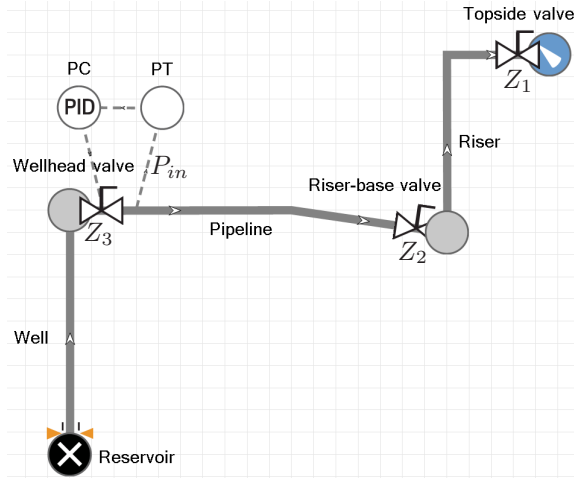 Topside valve
Z1
PC
PT
PID
Riser
Wellhead valve
Pin
Riser-base valve
Z3
Pipeline
Z2
Well
Reservoir